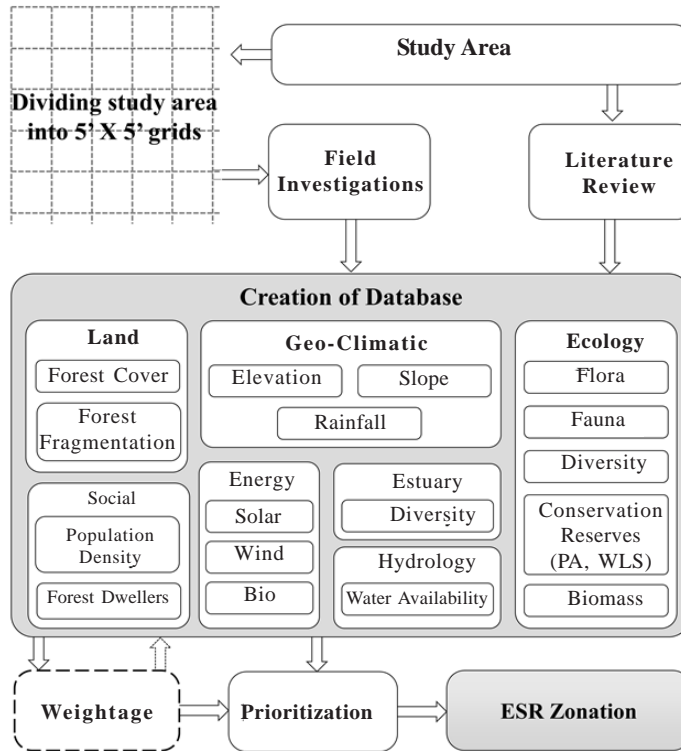 Study Area
Dividing study area
into 5' X 5' grids
Field
Investigations
Literature
Review
Creation of Database
Land
Forest Cover
Forest
Fragmentation
Geo-Climatic
Elevation
Slope
Rainfall
Ecology
Flora
Fauna
Diversity
Conservation
Reserves
(PA, WLS)
Biomass
Social
Population
Density
Forest Dwellers
Energy
Solar
Wind
Bio
Estuary
Diversity
Hydrology
Water Availability
Weightage
Prioritization
ESR Zonation